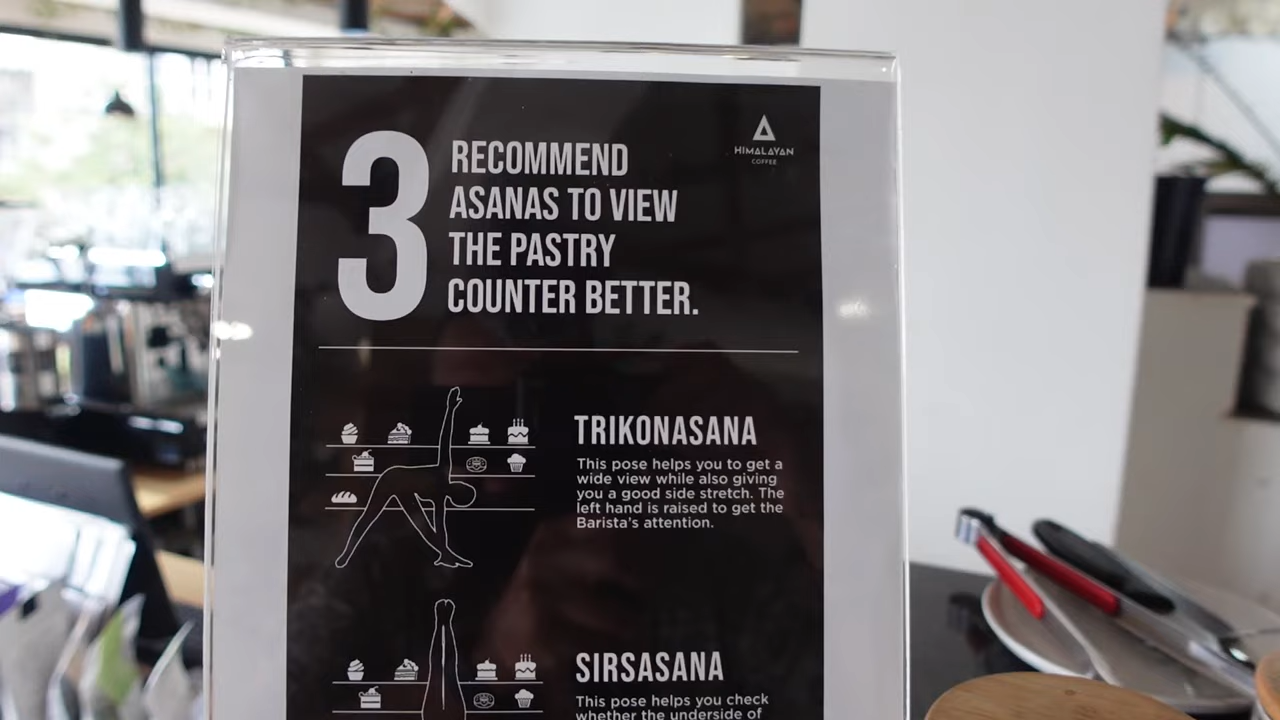 3
RECOMMEND
ASANAS TO VIEW
THE PASTRY
COUNTER BETTER.
HIMALAYAN
COFFEE
TRIKONASANA
This pose helps you to get a
wide view while also giving
you a good side stretch. The
left hand is raised to get the
Barista's attention.
SIRSASANA
This pose helps you check
whether the underside of